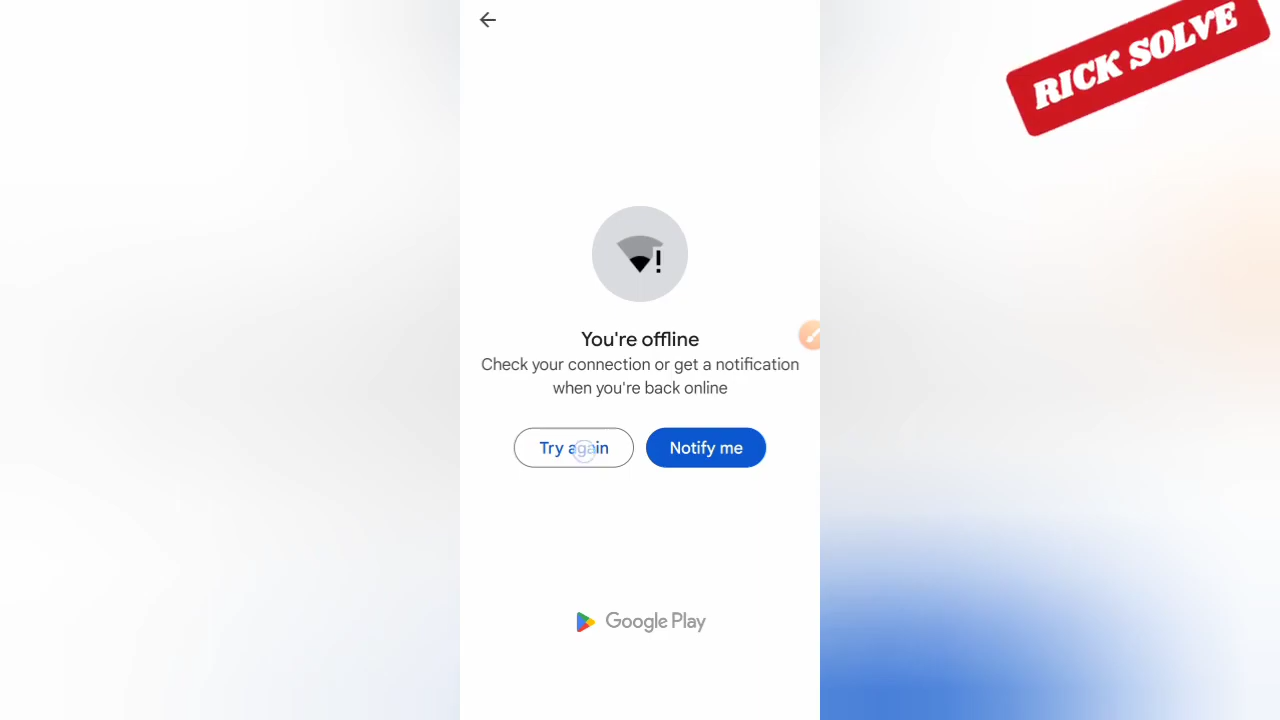 RICK SOLVE
You're offline
Check your connection or get a notification
when you're back online
Try again
Notify me
Google Play